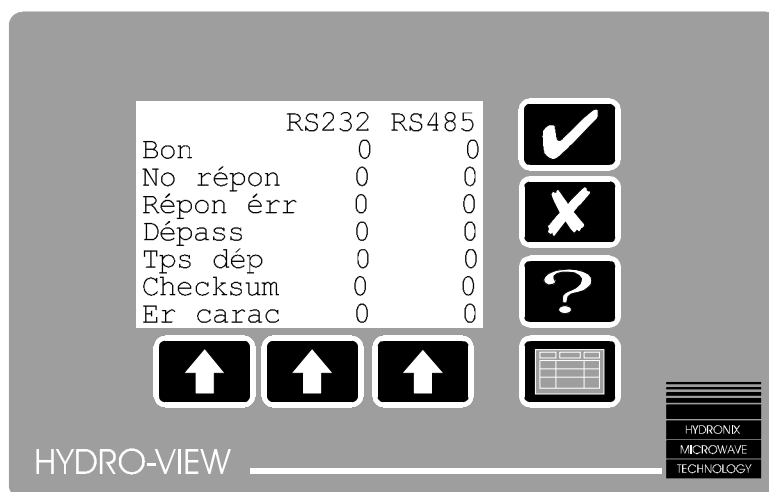 RS232 RS485
Bon 0 0
No répon 0 0
Répon érr 0 0
Dépass 0 0
Tps dép 0 0
Checksum 0 0
Er carac 0 0
?
HYDRO-VIEW
HYDRONIX
MICROWAVE
TECHNOLOGY